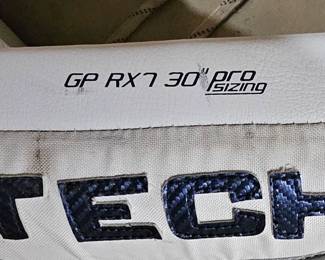 GP RX7 30" pro sizing
TECH